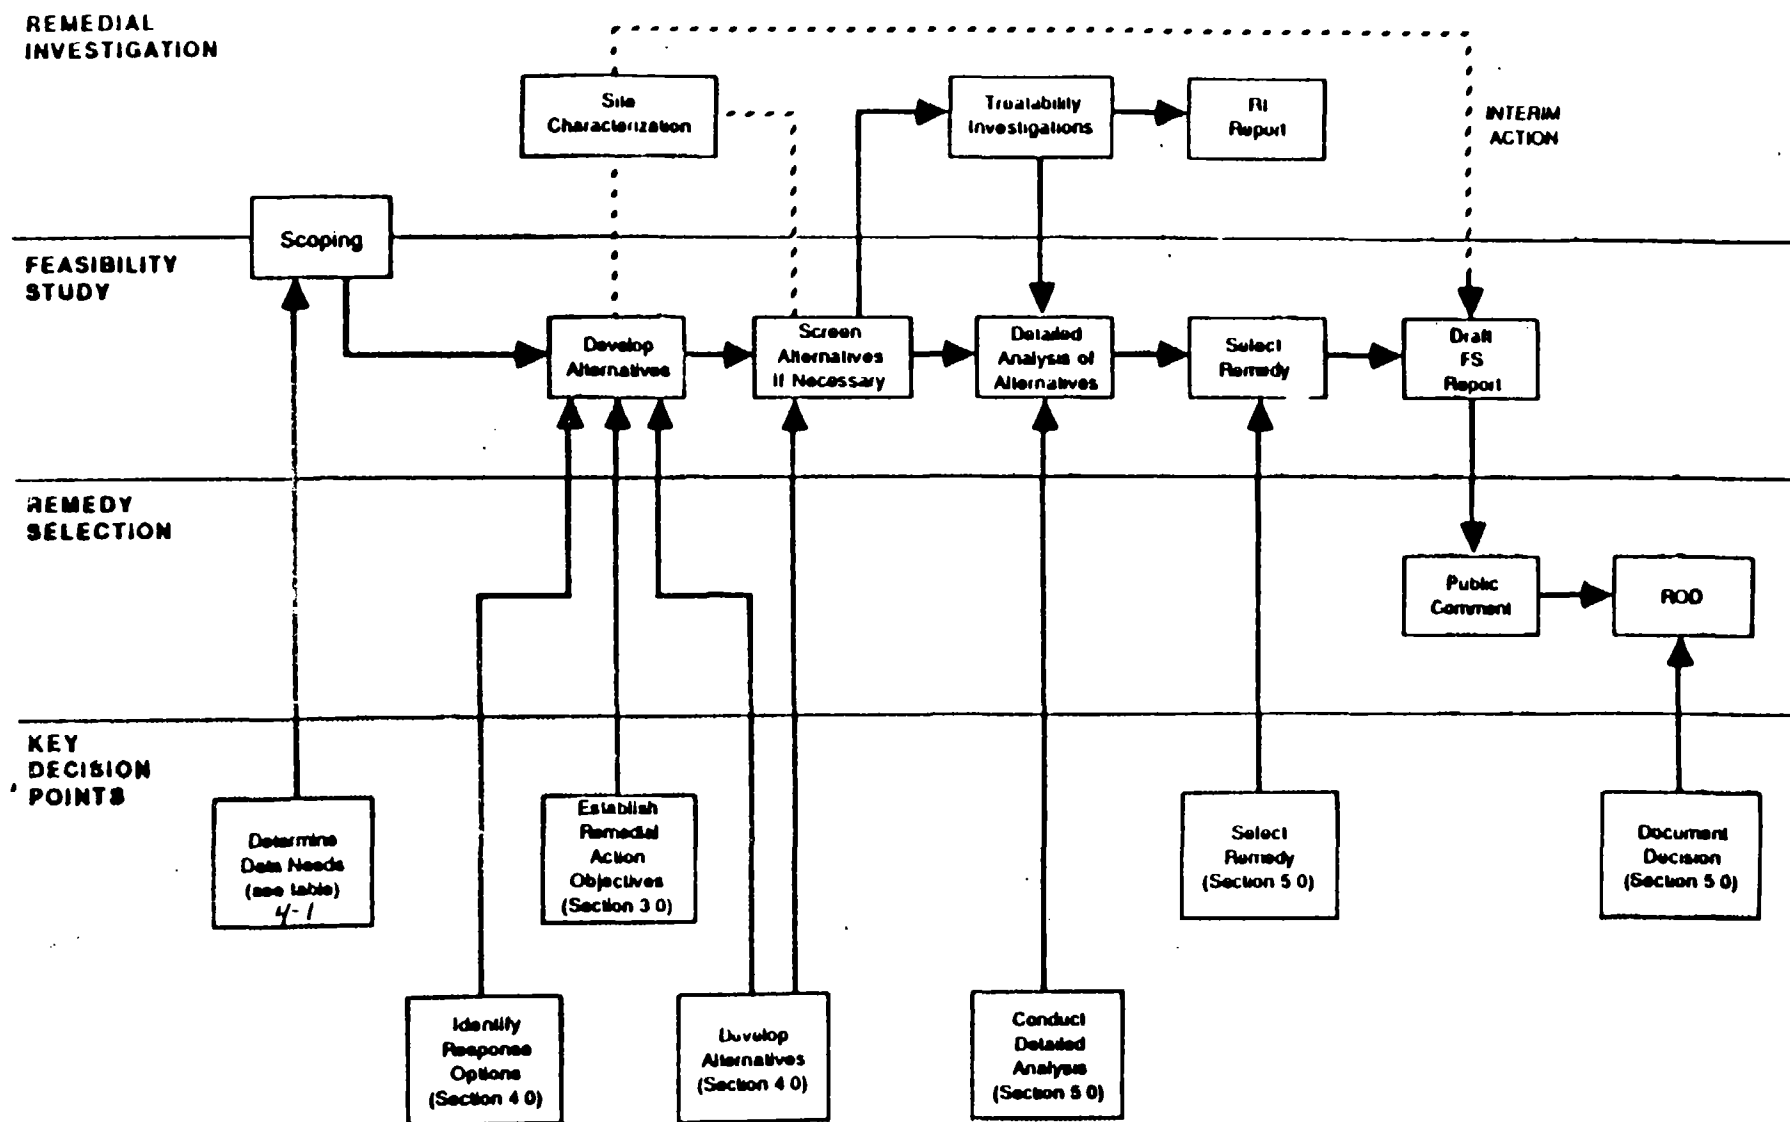 REMEDIAL
INVESTIGATION
Site
Characterization
Treatability
Investigations
RI
Report
INTERIM
ACTION
Scoping
FEASIBILITY
STUDY
Develop
Alternatives
Screen
Alternatives
If Necessary
Detailed
Analysis of
Alternatives
Select
Remedy
Draft
FS
Report
REMEDY
SELECTION
Public
Comment
ROD
KEY
DECISION
POINTS
Determine
Data Needs
(see table)
4-1
Establish
Remedial
Action
Objectives
(Section 3 0)
Select
Remedy
(Section 5 0)
Document
Decision
(Section 5 0)
Identify
Response
Options
(Section 4 0)
Develop
Alternatives
(Section 4 0)
Conduct
Detailed
Analysis
(Section 5 0)